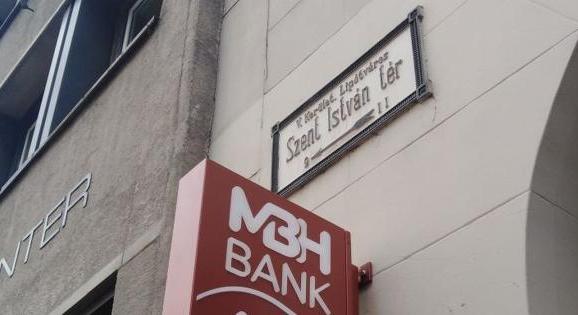 V. Kerület. Lipótváros
Szent István tér
9 11
NTER
MBH
BANK